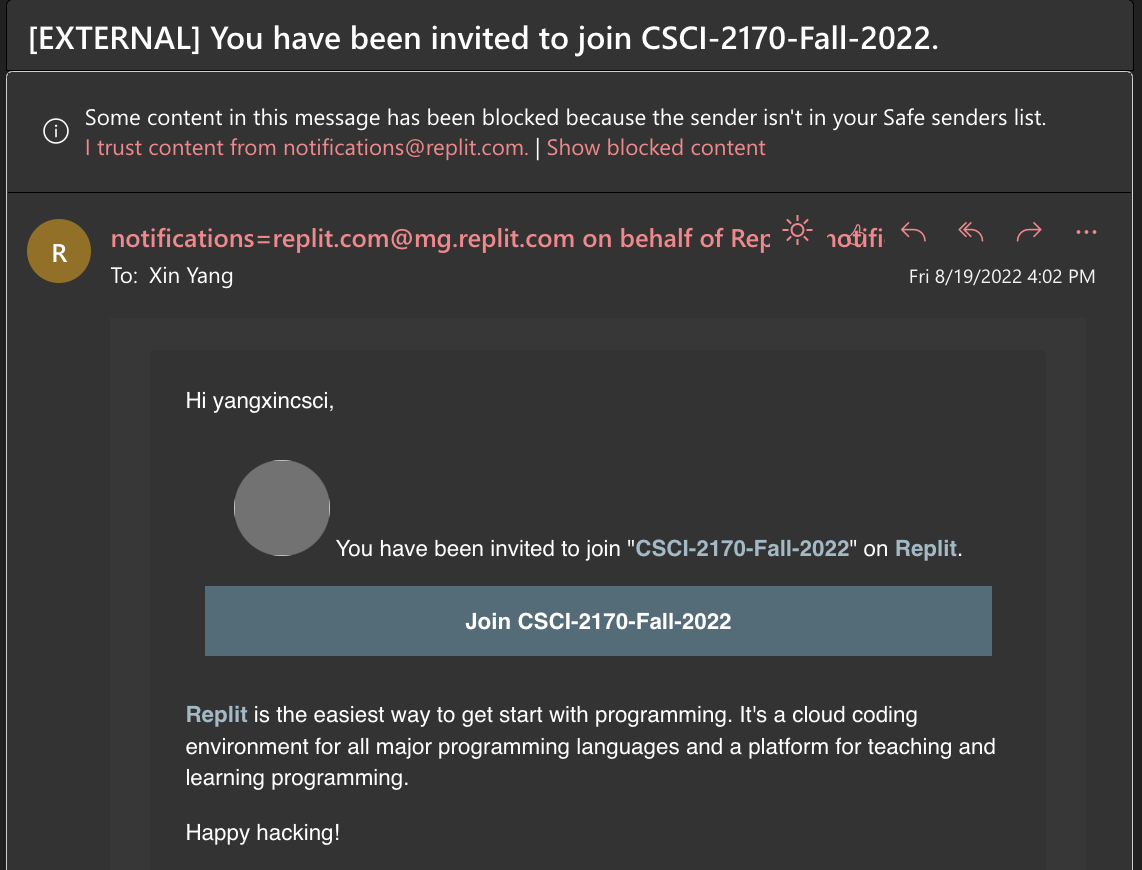 [EXTERNAL] You have been invited to join CSCI-2170-Fall-2022.
Some content in this message has been blocked because the sender isn't in your Safe senders list.
I trust content from notifications@replit.com. | Show blocked content
R
notifications=replit.com@mg.replit.com on behalf of Rep notifi
To: Xin Yang
Fri 8/19/2022 4:02 PM
Hi yangxincsci,
You have been invited to join "CSCI-2170-Fall-2022" on Replit.
Join CSCI-2170-Fall-2022
Replit is the easiest way to get start with programming. It's a cloud coding
environment for all major programming languages and a platform for teaching and
learning programming.
Happy hacking!